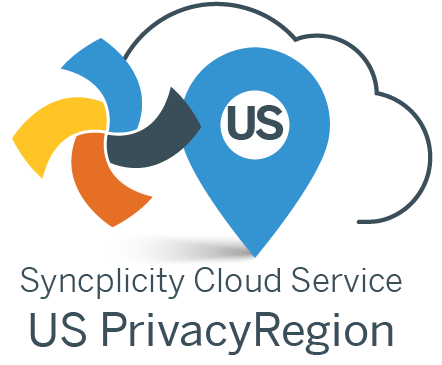 US
Syncplicity Cloud Service
US PrivacyRegion